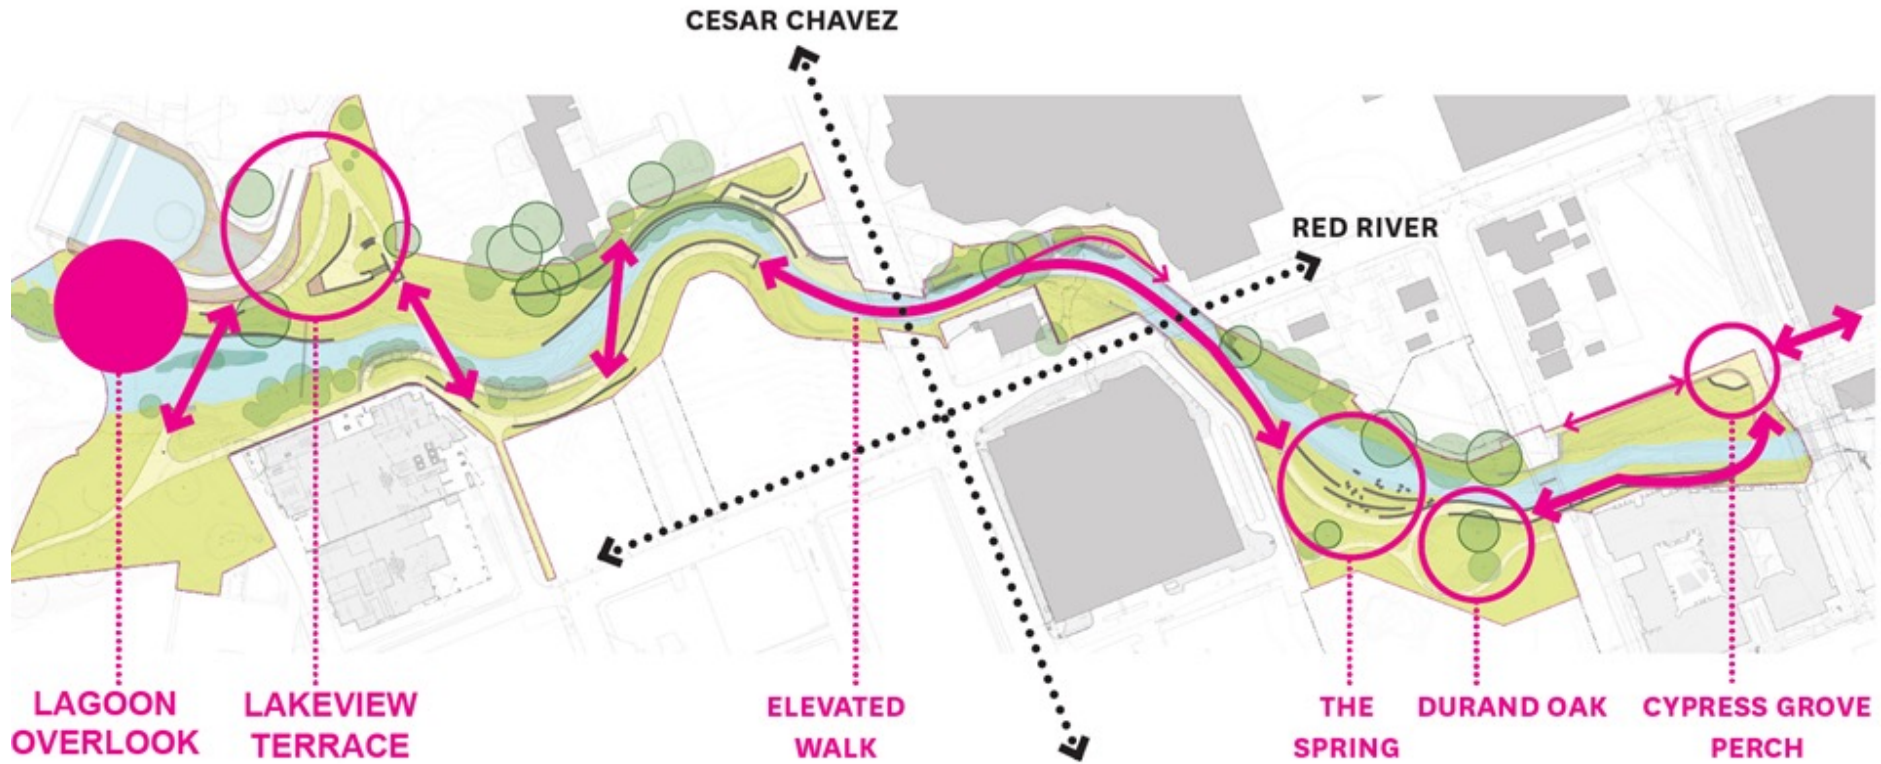 CESAR CHAVEZ
RED RIVER
LAGOON
OVERLOOK
LAKEVIEW
TERRACE
ELEVATED
WALK
THE
SPRING
DURAND OAK
CYPRESS GROVE
PERCH